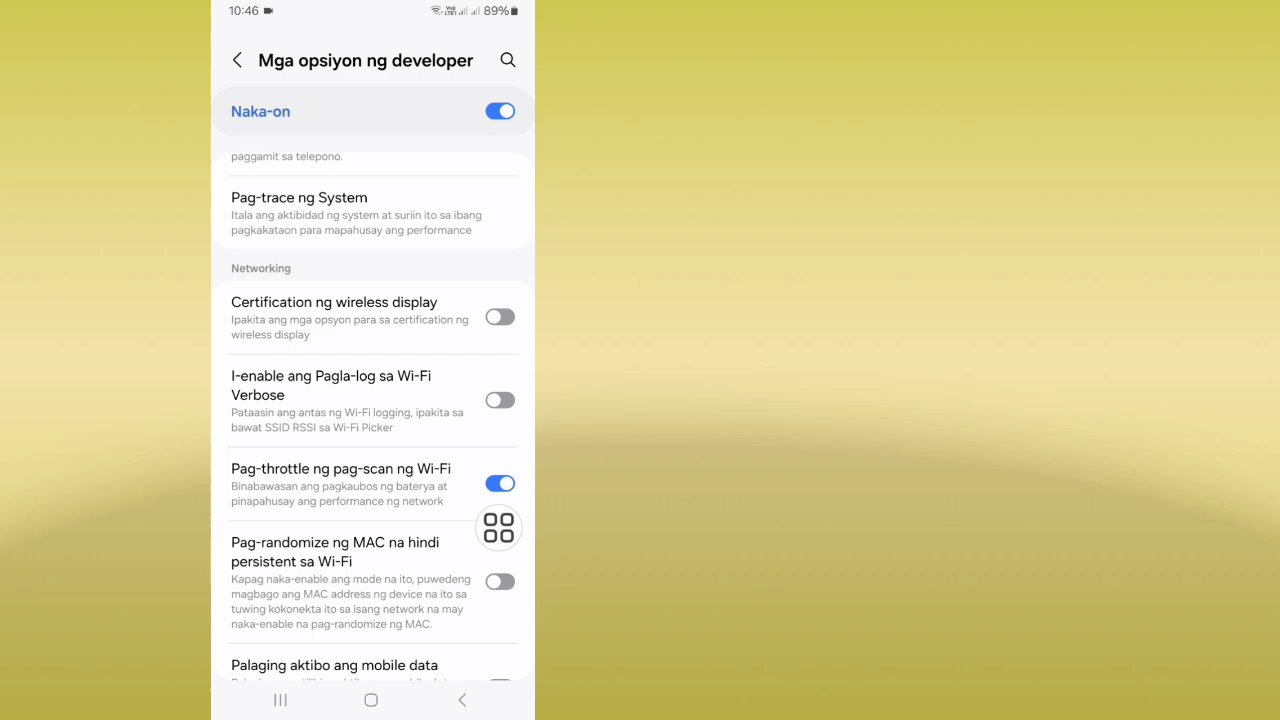 10:46
89%
Mga opsiyon ng developer
Naka-on
paggamit sa telepono.
Pag-trace ng System
Itala ang aktibidad ng system at suriin ito sa ibang
pagkakataon para mapahusay ang performance
Networking
Certification ng wireless display
Ipakita ang mga opsyon para sa certification ng
wireless display
I-enable ang Pagla-log sa Wi-Fi
Verbose
Pataasin ang antas ng Wi-Fi logging, ipakita sa
bawat SSID RSSI sa Wi-Fi Picker
Pag-throttle ng pag-scan ng Wi-Fi
Binabawasan ang pagkaubos ng baterya at
pinapahusay ang performance ng network
Pag-randomize ng MAC na hindi
persistent sa Wi-Fi
Kapag naka-enable ang mode na ito, puwedeng
magbago ang MAC address ng device na ito sa
tuwing kokonekta ito sa isang network na may
naka-enable na pag-randomize ng MAC.
Palaging aktibo ang mobile data